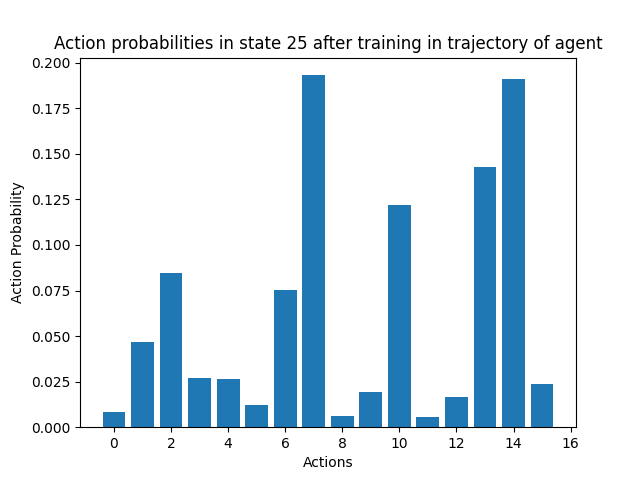 Action probabilities in state 25 after training in trajectory of agent
0.200
0.175
0.150
0.125
0.100
0.075
0.050
0.025
0.000
Action Probability
0 2 4 6 8 10 12 14 16
Actions